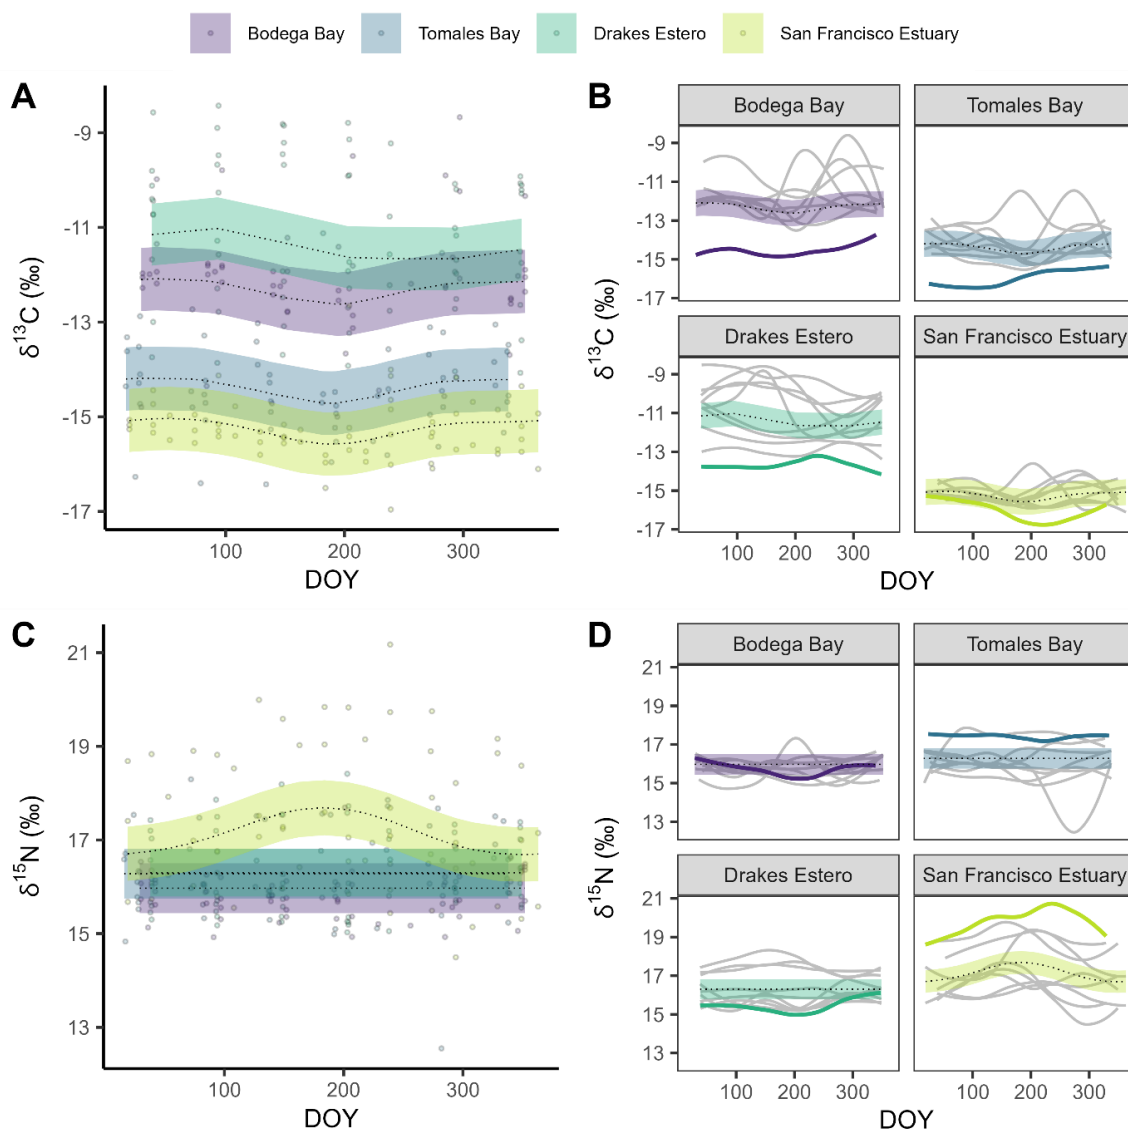 Bodega Bay Tomales Bay Drakes Estero San Francisco Estuary
A
-9
-11
-13
-15
-17
δ13C (‰)
100 200 300
DOY
B
Bodega Bay Tomales Bay
-9
-11
-13
-15
-17
Drakes Estero San Francisco Estuary
-9
-11
-13
-15
-17
δ13C (‰)
100 200 300 100 200 300
DOY
C
21
19
17
15
13
δ15N (‰)
100 200 300
DOY
D
Bodega Bay Tomales Bay
21
19
17
15
13
Drakes Estero San Francisco Estuary
21
19
17
15
13
δ15N (‰)
100 200 300 100 200 300
DOY